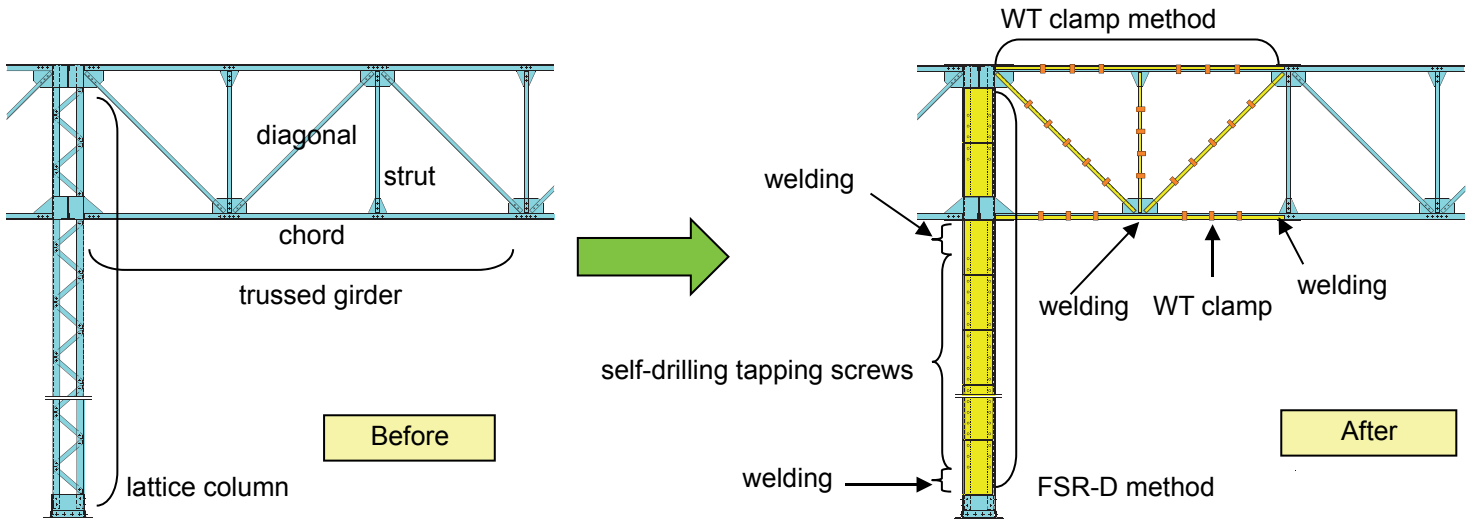 WT clamp method
diagonal
strut
welding
chord
trussed girder
welding
WT clamp
welding
self-drilling tapping screws
Before
After
welding
lattice column
FSR-D method